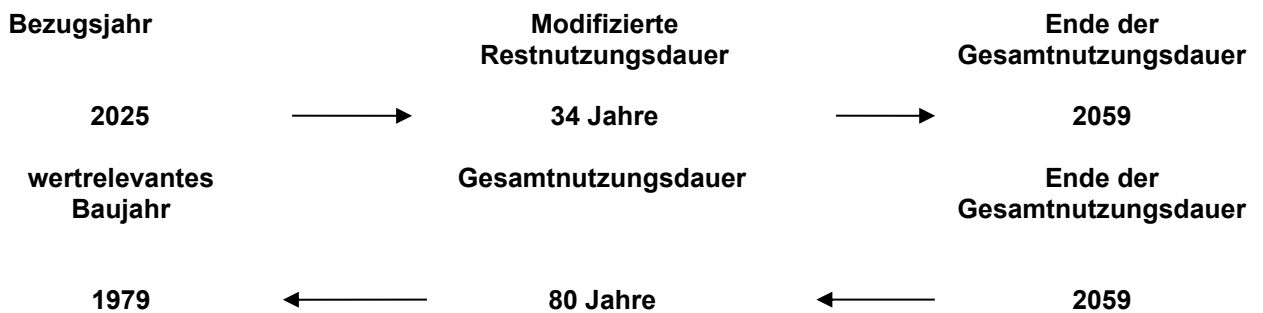 Bezugsjahr Modifizierte Ende der
Restnutzungsdauer Gesamtnutzungsdauer
2025 34 Jahre 2059
wertrelevantes Gesamtnutzungsdauer Ende der
Baujahr Gesamtnutzungsdauer
1979 80 Jahre 2059